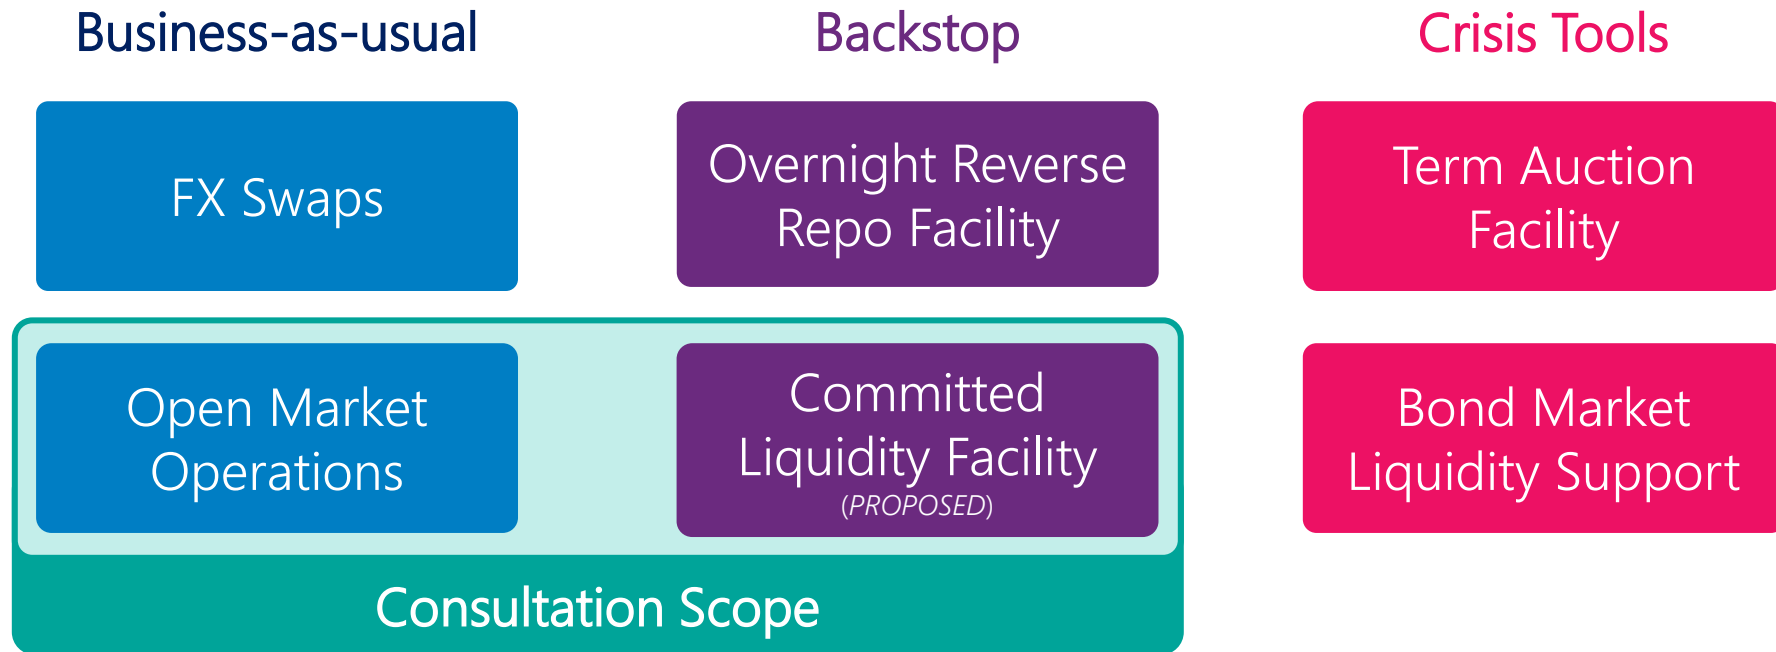 Business-as-usual
Backstop
Crisis Tools
FX Swaps
Overnight Reverse
Repo Facility
Term Auction
Facility
Open Market
Operations
Committed
Liquidity Facility
(PROPOSED)
Bond Market
Liquidity Support
Consultation Scope